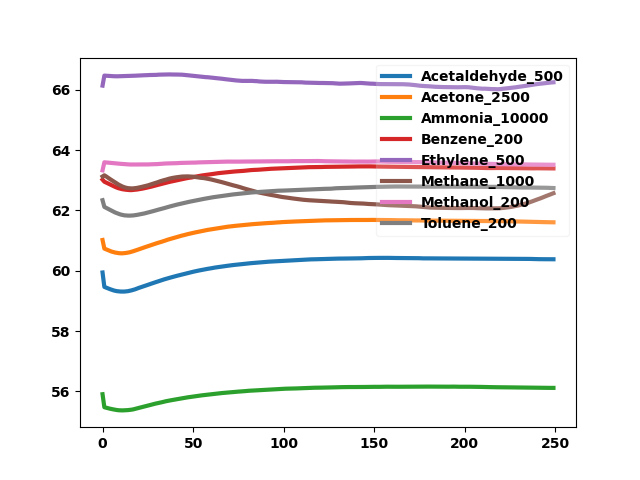 66
64
62
60
58
56
0 50 100 150 200 250
Acetaldehyde_500
Acetone_2500
Ammonia_10000
Benzene_200
Ethylene_500
Methane_1000
Methanol_200
Toluene_200